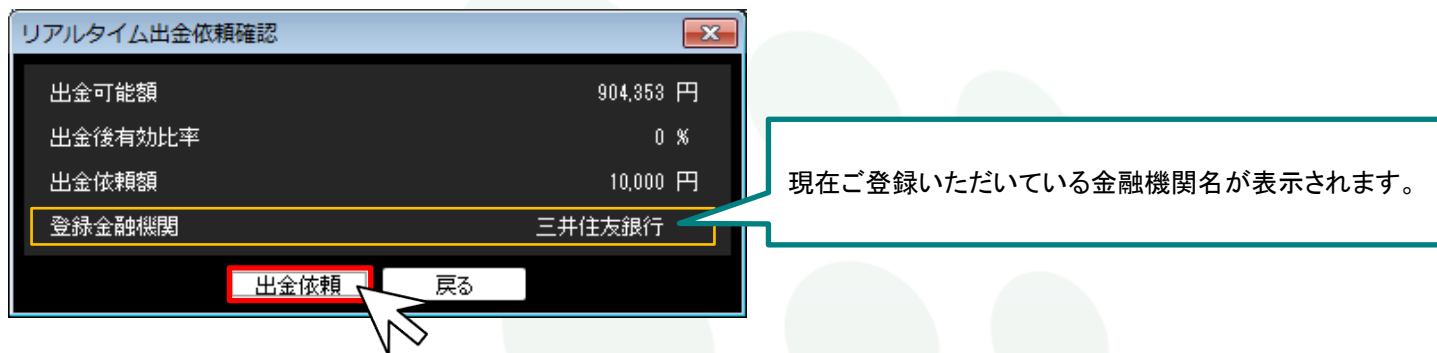 リアルタイム出金依頼確認
出金可能額 904,353 円
出金後有効比率 0 %
出金依頼額 10,000 円
登録金融機関 三井住友銀行
現在ご登録いただいている金融機関名が表示されます。
出金依頼 戻る